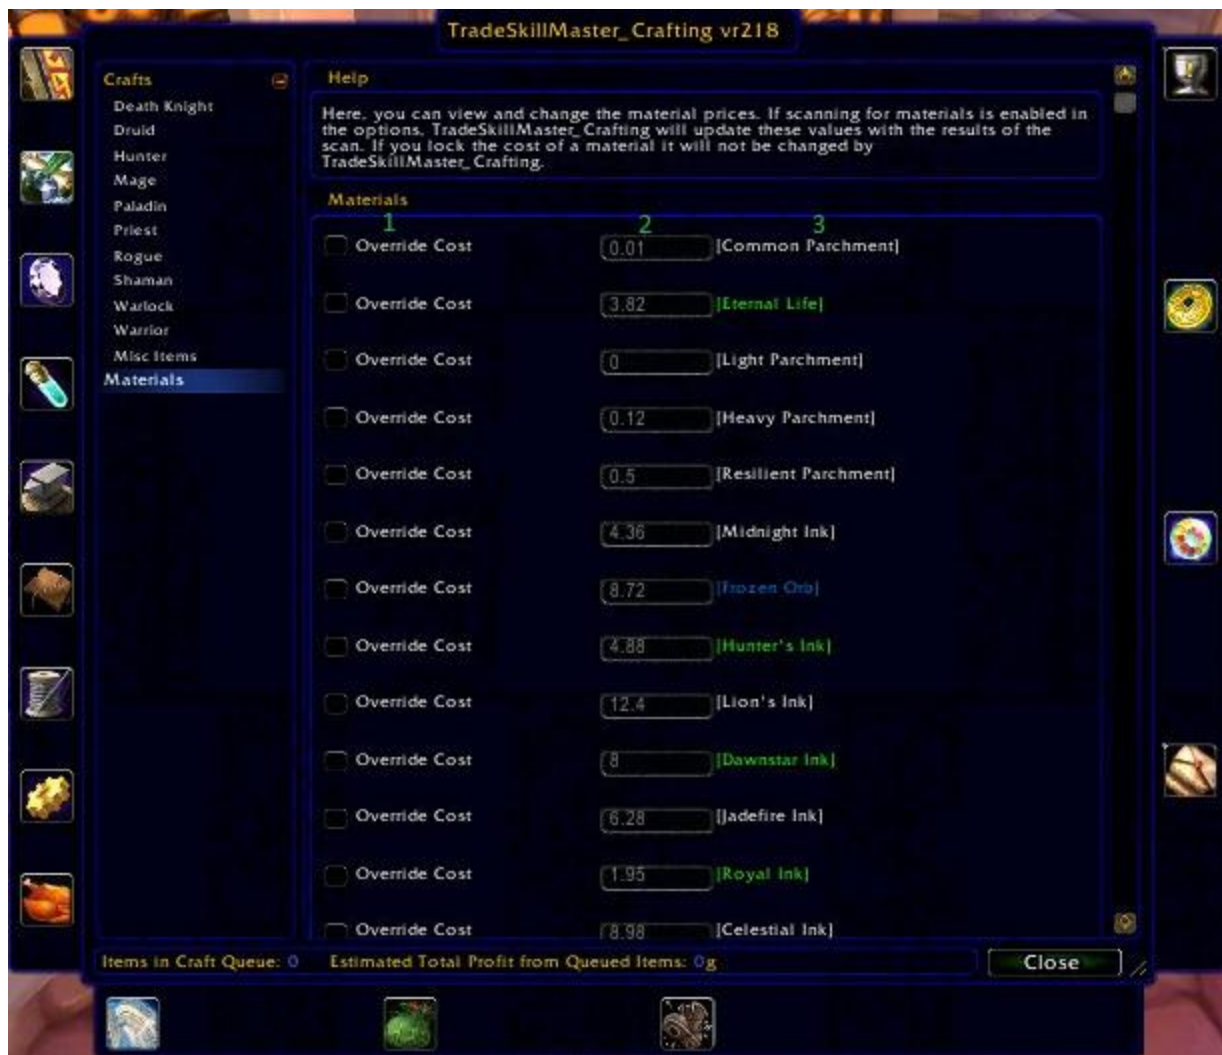 TradeSkillMaster_Crafting vr218
Crafts
Death Knight
Druid
Hunter
Mage
Paladin
Priest
Rogue
Shaman
Warlock
Warrior
Misc Items
Materials
Help
Here, you can view and change the material prices. If scanning for materials is enabled in
the options, TradeSkillMaster_Crafting will update these values with the results of the
scan. If you lock the cost of a material it will not be changed by
TradeSkillMaster_Crafting.
Materials
1 2 3
Override Cost 0.01 [Common Parchment]
Override Cost 3.82 [Eternal Life]
Override Cost 0 [Light Parchment]
Override Cost 0.12 [Heavy Parchment]
Override Cost 0.5 [Resilient Parchment]
Override Cost 4.36 [Midnight Ink]
Override Cost 8.72 [Frozen Orb]
Override Cost 4.88 [Hunter's Ink]
Override Cost 12.4 [Lion's Ink]
Override Cost 8 [Dawnstar Ink]
Override Cost 6.28 [Jadefire Ink]
Override Cost 1.95 [Royal Ink]
Override Cost 8.98 [Celestial Ink]
Items in Craft Queue: 0 Estimated Total Profit from Queued Items: 0g
Close